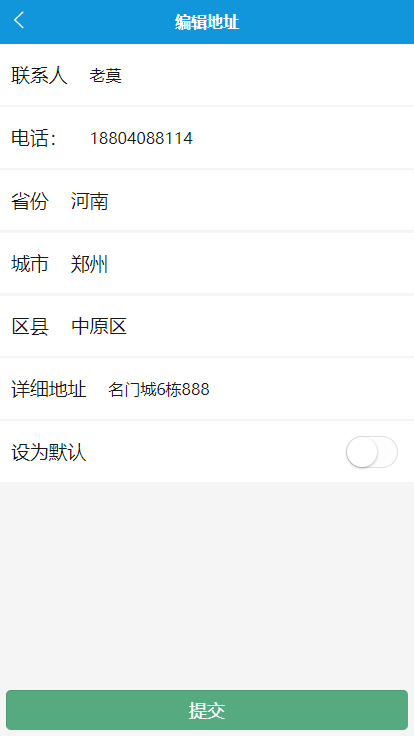 编辑地址
联系人 老莫
电话： 18804088114
省份 河南
城市 郑州
区县 中原区
详细地址 名门城6栋888
设为默认
提交